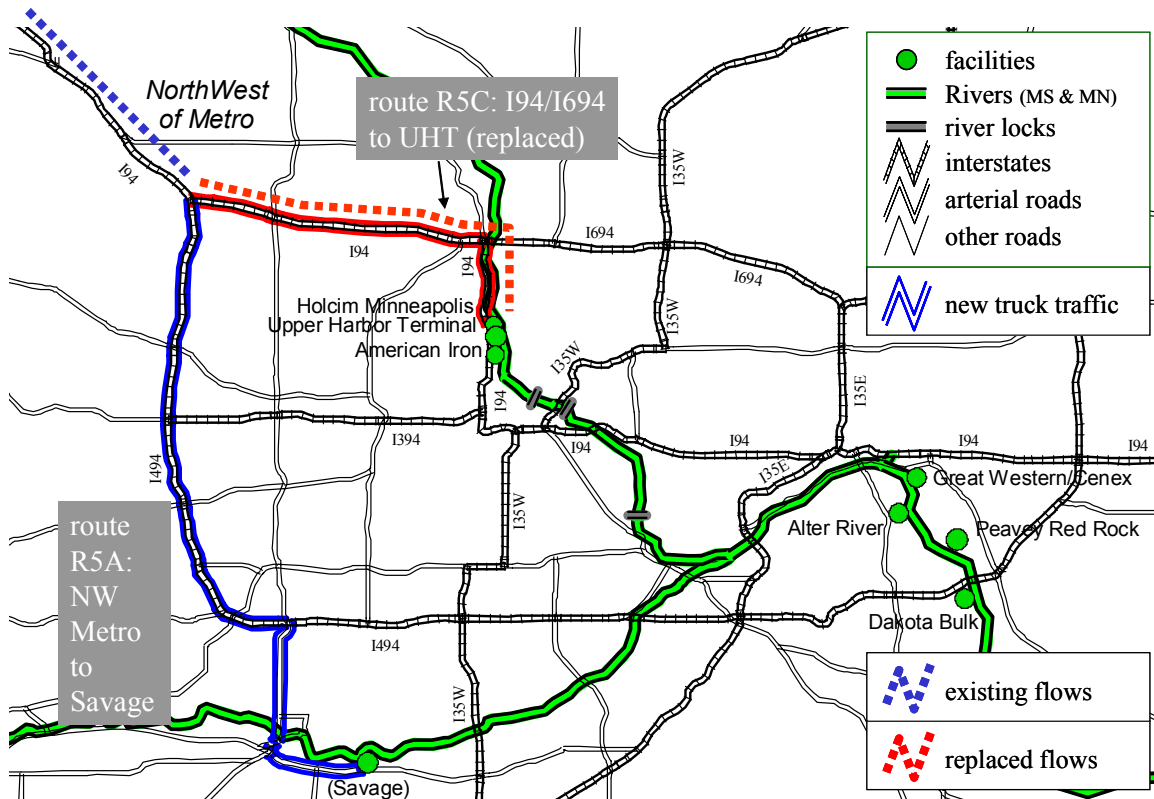 NorthWest
of Metro
route R5C: I94/I694
to UHT (replaced)
facilities
Rivers (MS & MN)
river locks
interstates
arterial roads
other roads
new truck traffic
I94
I35W
I94
I94
I694
I694
Holcim Minneapolis
Upper Harbor Terminal
American Iron
I35W
I35W
I35E
I94
I394
I94
I94
I94
I94
I494
I35W
I35E
Great Western/Cenex
Alter River
Peavey Red Rock
route
R5A:
NW
Metro
to
Savage
Dakota Bulk
I494
I35W
(Savage)
existing flows
replaced flows